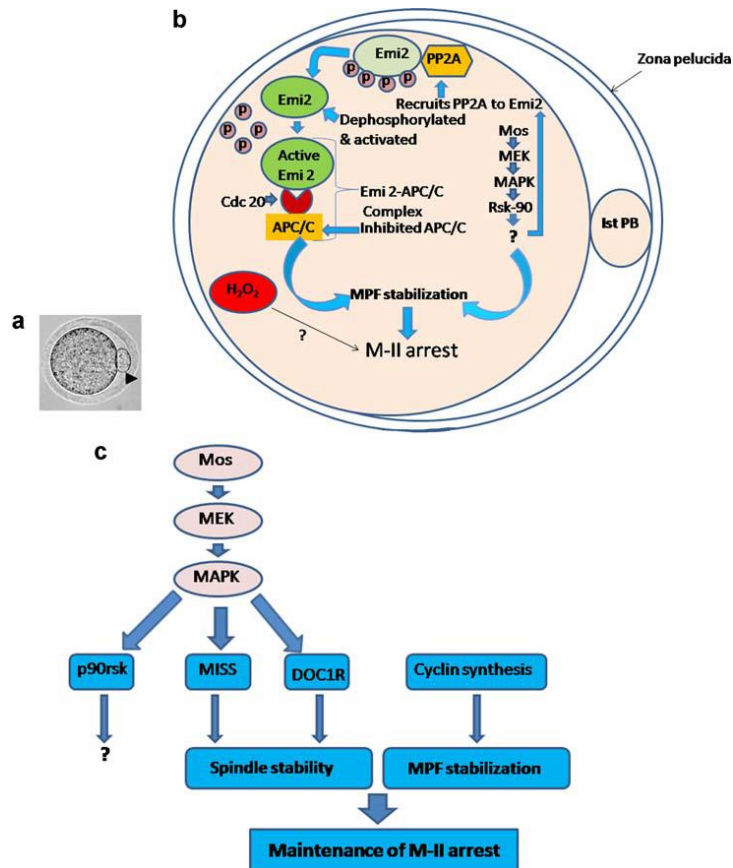 b
Emi2
PP2A
P P P P
Zona pelucida
Recruits PP2A to Emi2
Emi2
Dephosphorylated
& activated
P
P P
P
Active
Emi 2
Mos
MEK
MAPK
Rsk-90
?
Cdc 20
Emi 2-APC/C
Complex
APC/C
Inhibited APC/C
Ist PB
H₂O₂
MPF stabilization
?
M-II arrest
a
c
Mos
MEK
MAPK
p90rsk
MISS
DOC1R
Cyclin synthesis
?
Spindle stability
MPF stabilization
Maintenance of M-II arrest